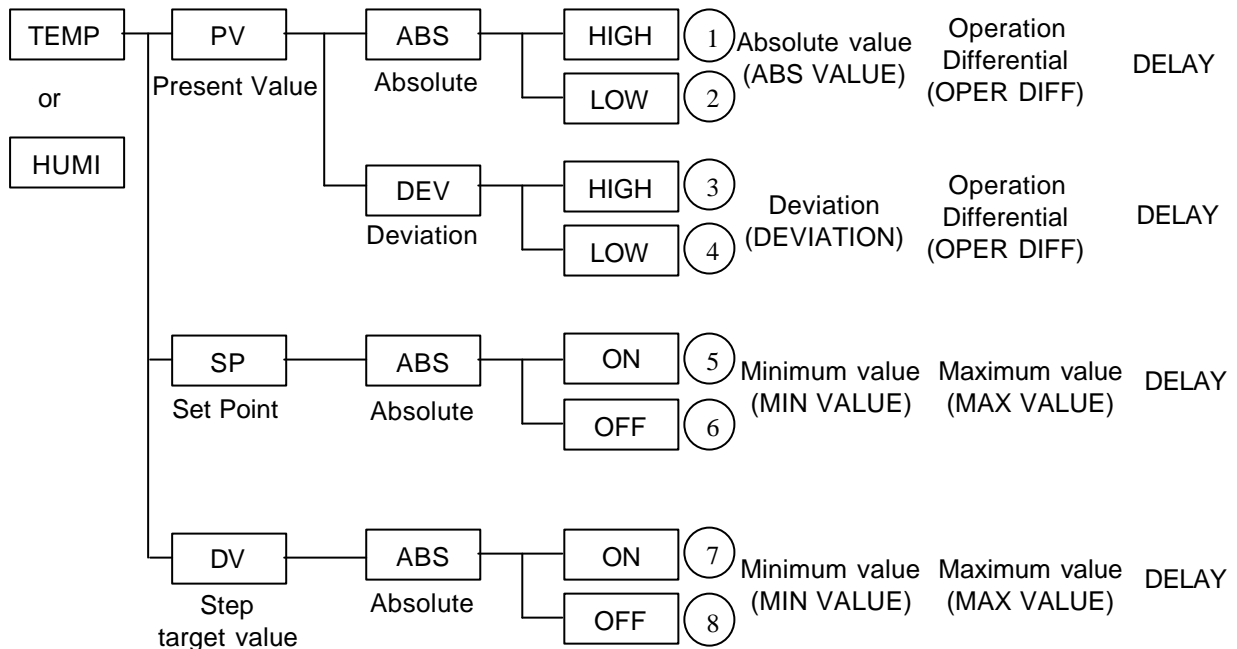 TEMP PV ABS HIGH 1 Absolute value (ABS VALUE) Operation Differential (OPER DIFF) DELAY
or Present Value Absolute LOW 2
HUMI
DEV HIGH 3 Deviation (DEVIATION) Operation Differential (OPER DIFF) DELAY
Deviation LOW 4
SP ABS ON 5 Minimum value (MIN VALUE) Maximum value (MAX VALUE) DELAY
Set Point Absolute OFF 6
DV ABS ON 7 Minimum value (MIN VALUE) Maximum value (MAX VALUE) DELAY
Step target value Absolute OFF 8